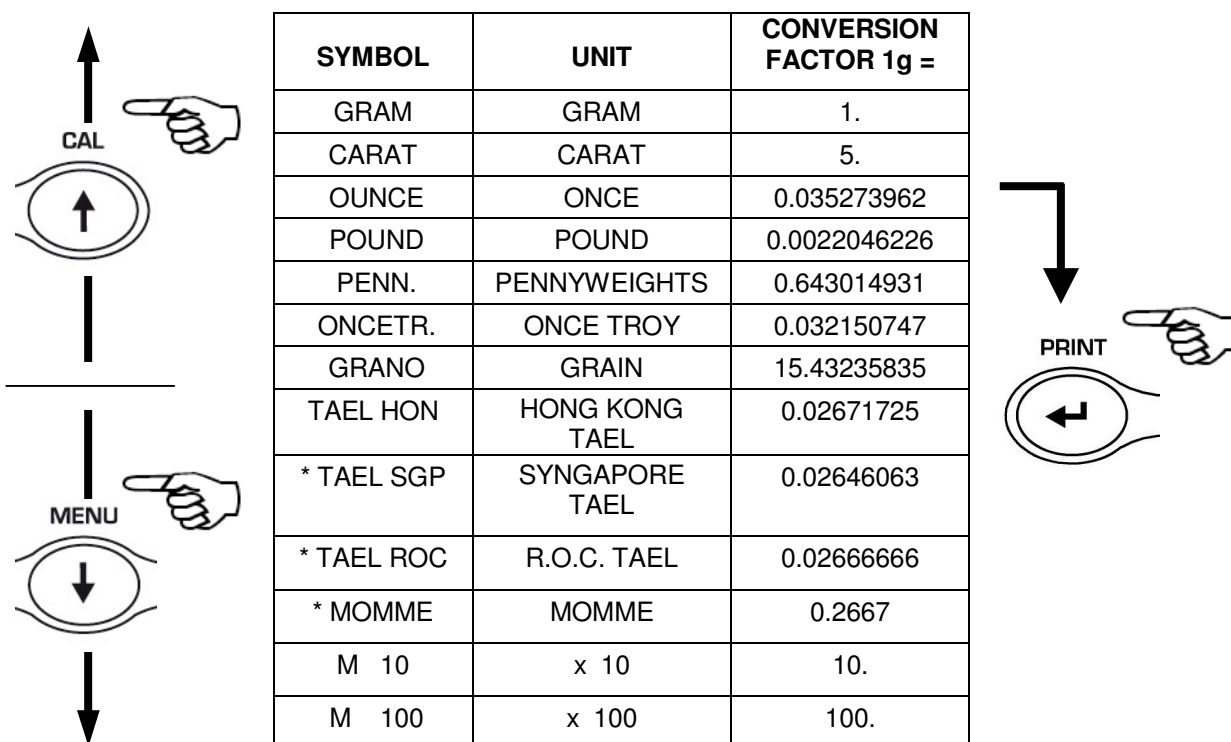 CAL
MENU
SYMBOL UNIT CONVERSION
FACTOR 1g =
GRAM GRAM 1.
CARAT CARAT 5.
OUNCE ONCE 0.035273962
POUND POUND 0.0022046226
PENN. PENNYWEIGHTS 0.643014931
ONCETR. ONCE TROY 0.032150747
GRANO GRAIN 15.43235835
TAEL HON HONG KONG
TAEL 0.02671725
* TAEL SGP SYNGAPORE
TAEL 0.02646063
* TAEL ROC R.O.C. TAEL 0.02666666
* MOMME MOMME 0.2667
M 10 x 10 10.
M 100 x 100 100.
PRINT